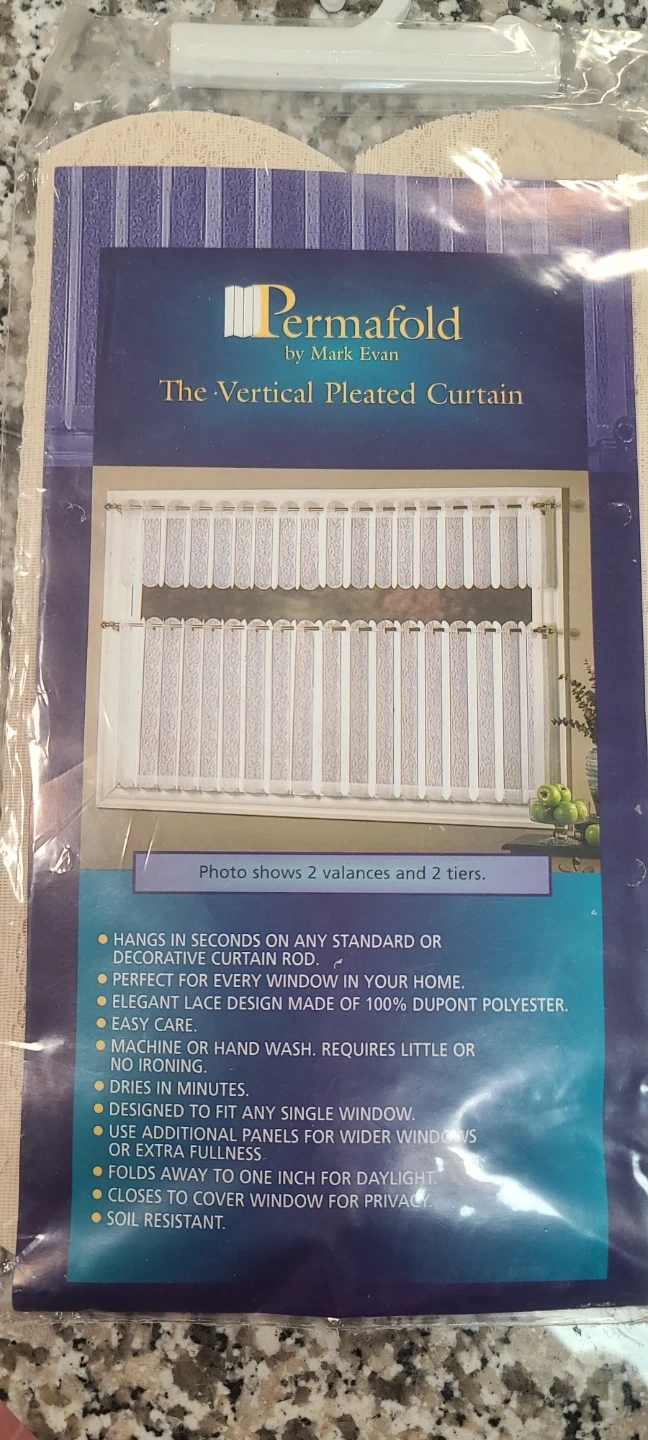 Permafold
by Mark Evan
The Vertical Pleated Curtain
Photo shows 2 valances and 2 tiers.
• HANGS IN SECONDS ON ANY STANDARD OR
DECORATIVE CURTAIN ROD.
• PERFECT FOR EVERY WINDOW IN YOUR HOME.
• ELEGANT LACE DESIGN MADE OF 100% DUPONT POLYESTER.
• EASY CARE.
• MACHINE OR HAND WASH. REQUIRES LITTLE OR
NO IRONING.
• DRIES IN MINUTES.
• DESIGNED TO FIT ANY SINGLE WINDOW.
• USE ADDITIONAL PANELS FOR WIDER WINDOWS
OR EXTRA FULLNESS
• FOLDS AWAY TO ONE INCH FOR DAYLIGHT.
• CLOSES TO COVER WINDOW FOR PRIVACY.
• SOIL RESISTANT.